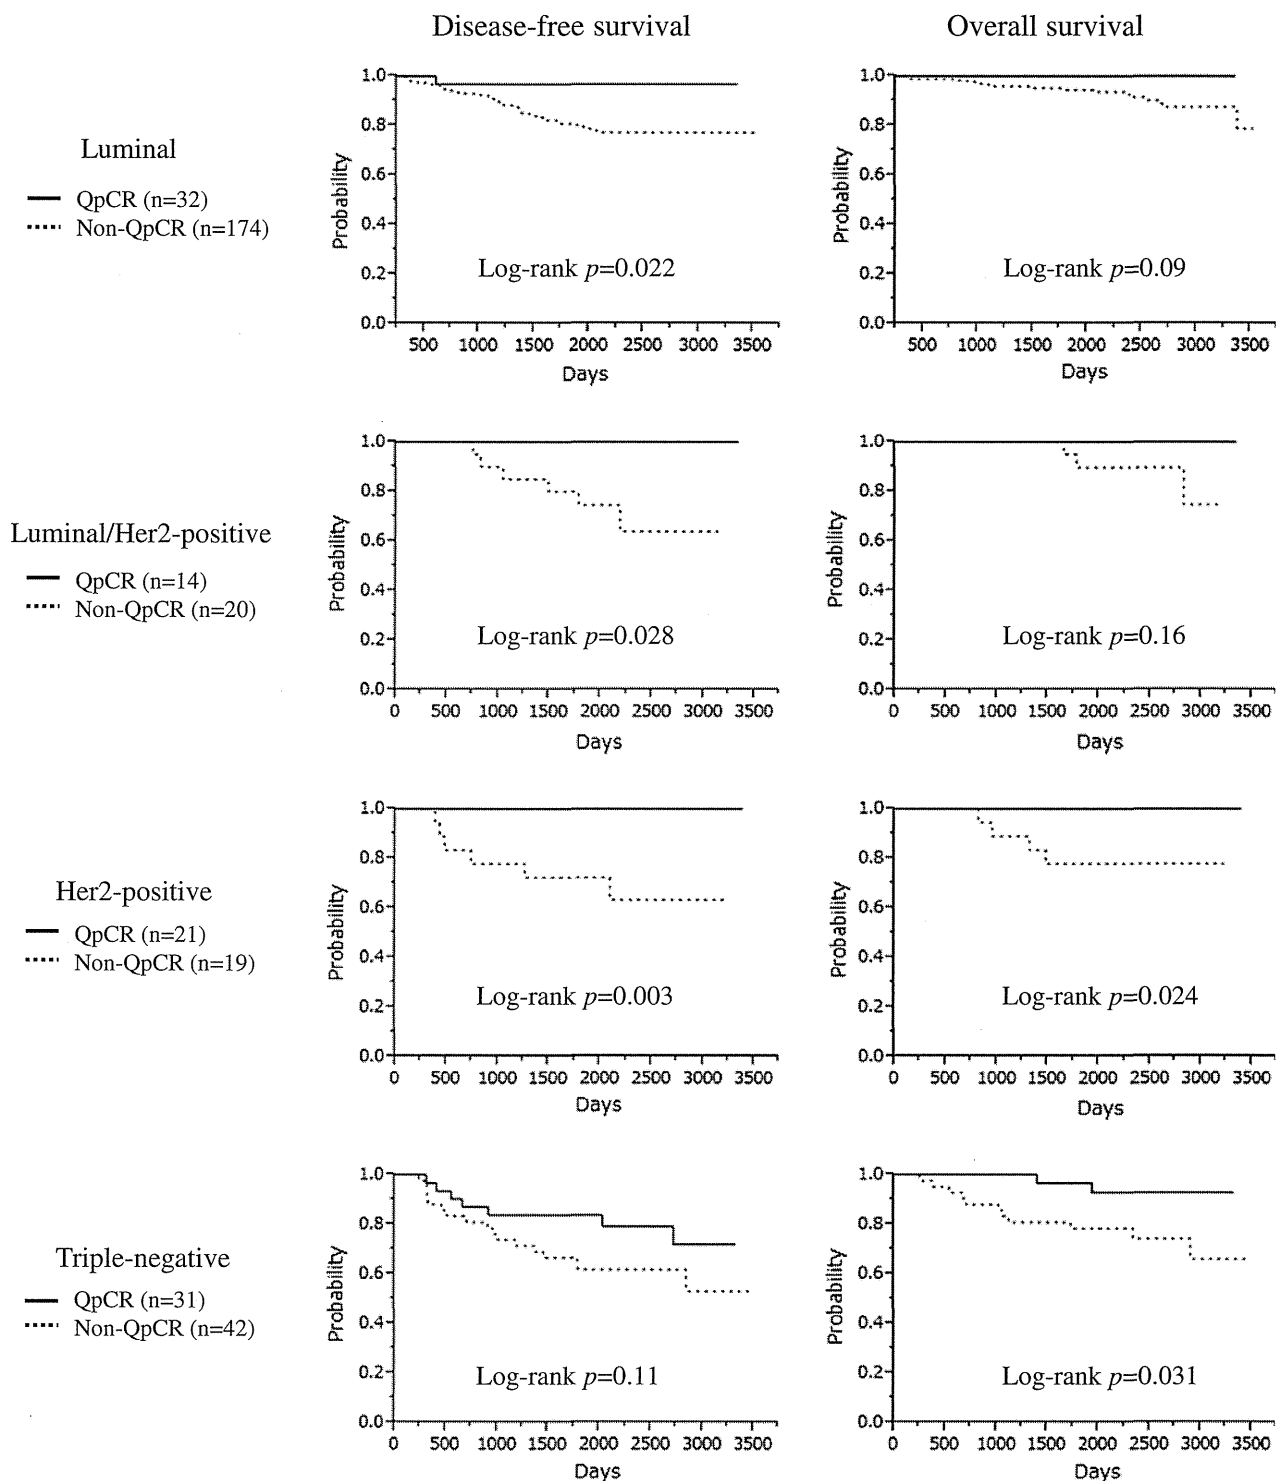 Disease-free survival
Overall survival
Luminal
QpCR (n=32)
Non-QpCR (n=174)
Probability
1.0
0.8
0.6
0.4
0.2
0.0
Log-rank p=0.022
500 1000 1500 2000 2500 3000 3500
Days
Probability
1.0
0.8
0.6
0.4
0.2
0.0
Log-rank p=0.09
500 1000 1500 2000 2500 3000 3500
Days
Luminal/Her2-positive
QpCR (n=14)
Non-QpCR (n=20)
Probability
1.0
0.8
0.6
0.4
0.2
0.0
Log-rank p=0.028
0 500 1000 1500 2000 2500 3000 3500
Days
Probability
1.0
0.8
0.6
0.4
0.2
0.0
Log-rank p=0.16
0 500 1000 1500 2000 2500 3000 3500
Days
Her2-positive
QpCR (n=21)
Non-QpCR (n=19)
Probability
1.0
0.8
0.6
0.4
0.2
0.0
Log-rank p=0.003
0 500 1000 1500 2000 2500 3000 3500
Days
Probability
1.0
0.8
0.6
0.4
0.2
0.0
Log-rank p=0.024
0 500 1000 1500 2000 2500 3000 3500
Days
Triple-negative
QpCR (n=31)
Non-QpCR (n=42)
Probability
1.0
0.8
0.6
0.4
0.2
0.0
Log-rank p=0.11
0 500 1000 1500 2000 2500 3000 3500
Days
Probability
1.0
0.8
0.6
0.4
0.2
0.0
Log-rank p=0.031
0 500 1000 1500 2000 2500 3000 3500
Days